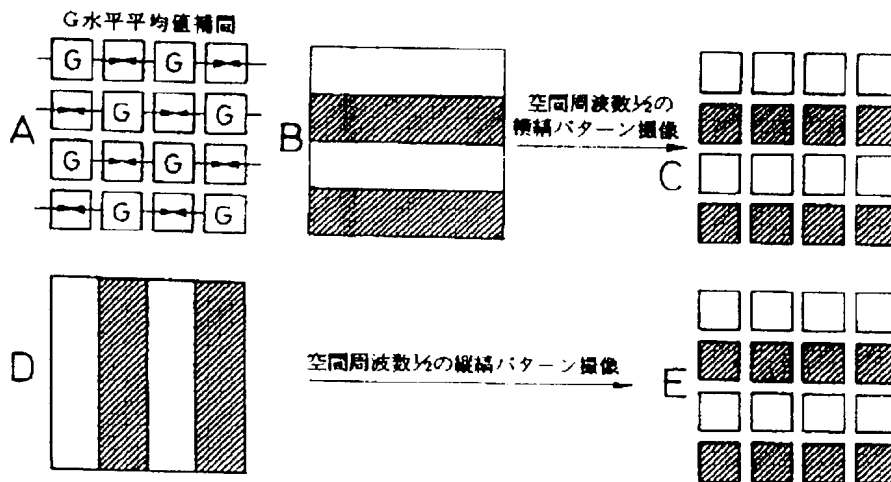 G水平平均値補間
G G
A
G G
G G
G G
B
空間周波数1/2の
横縞パターン撮像
C
D
空間周波数1/2の縦縞パターン撮像
E